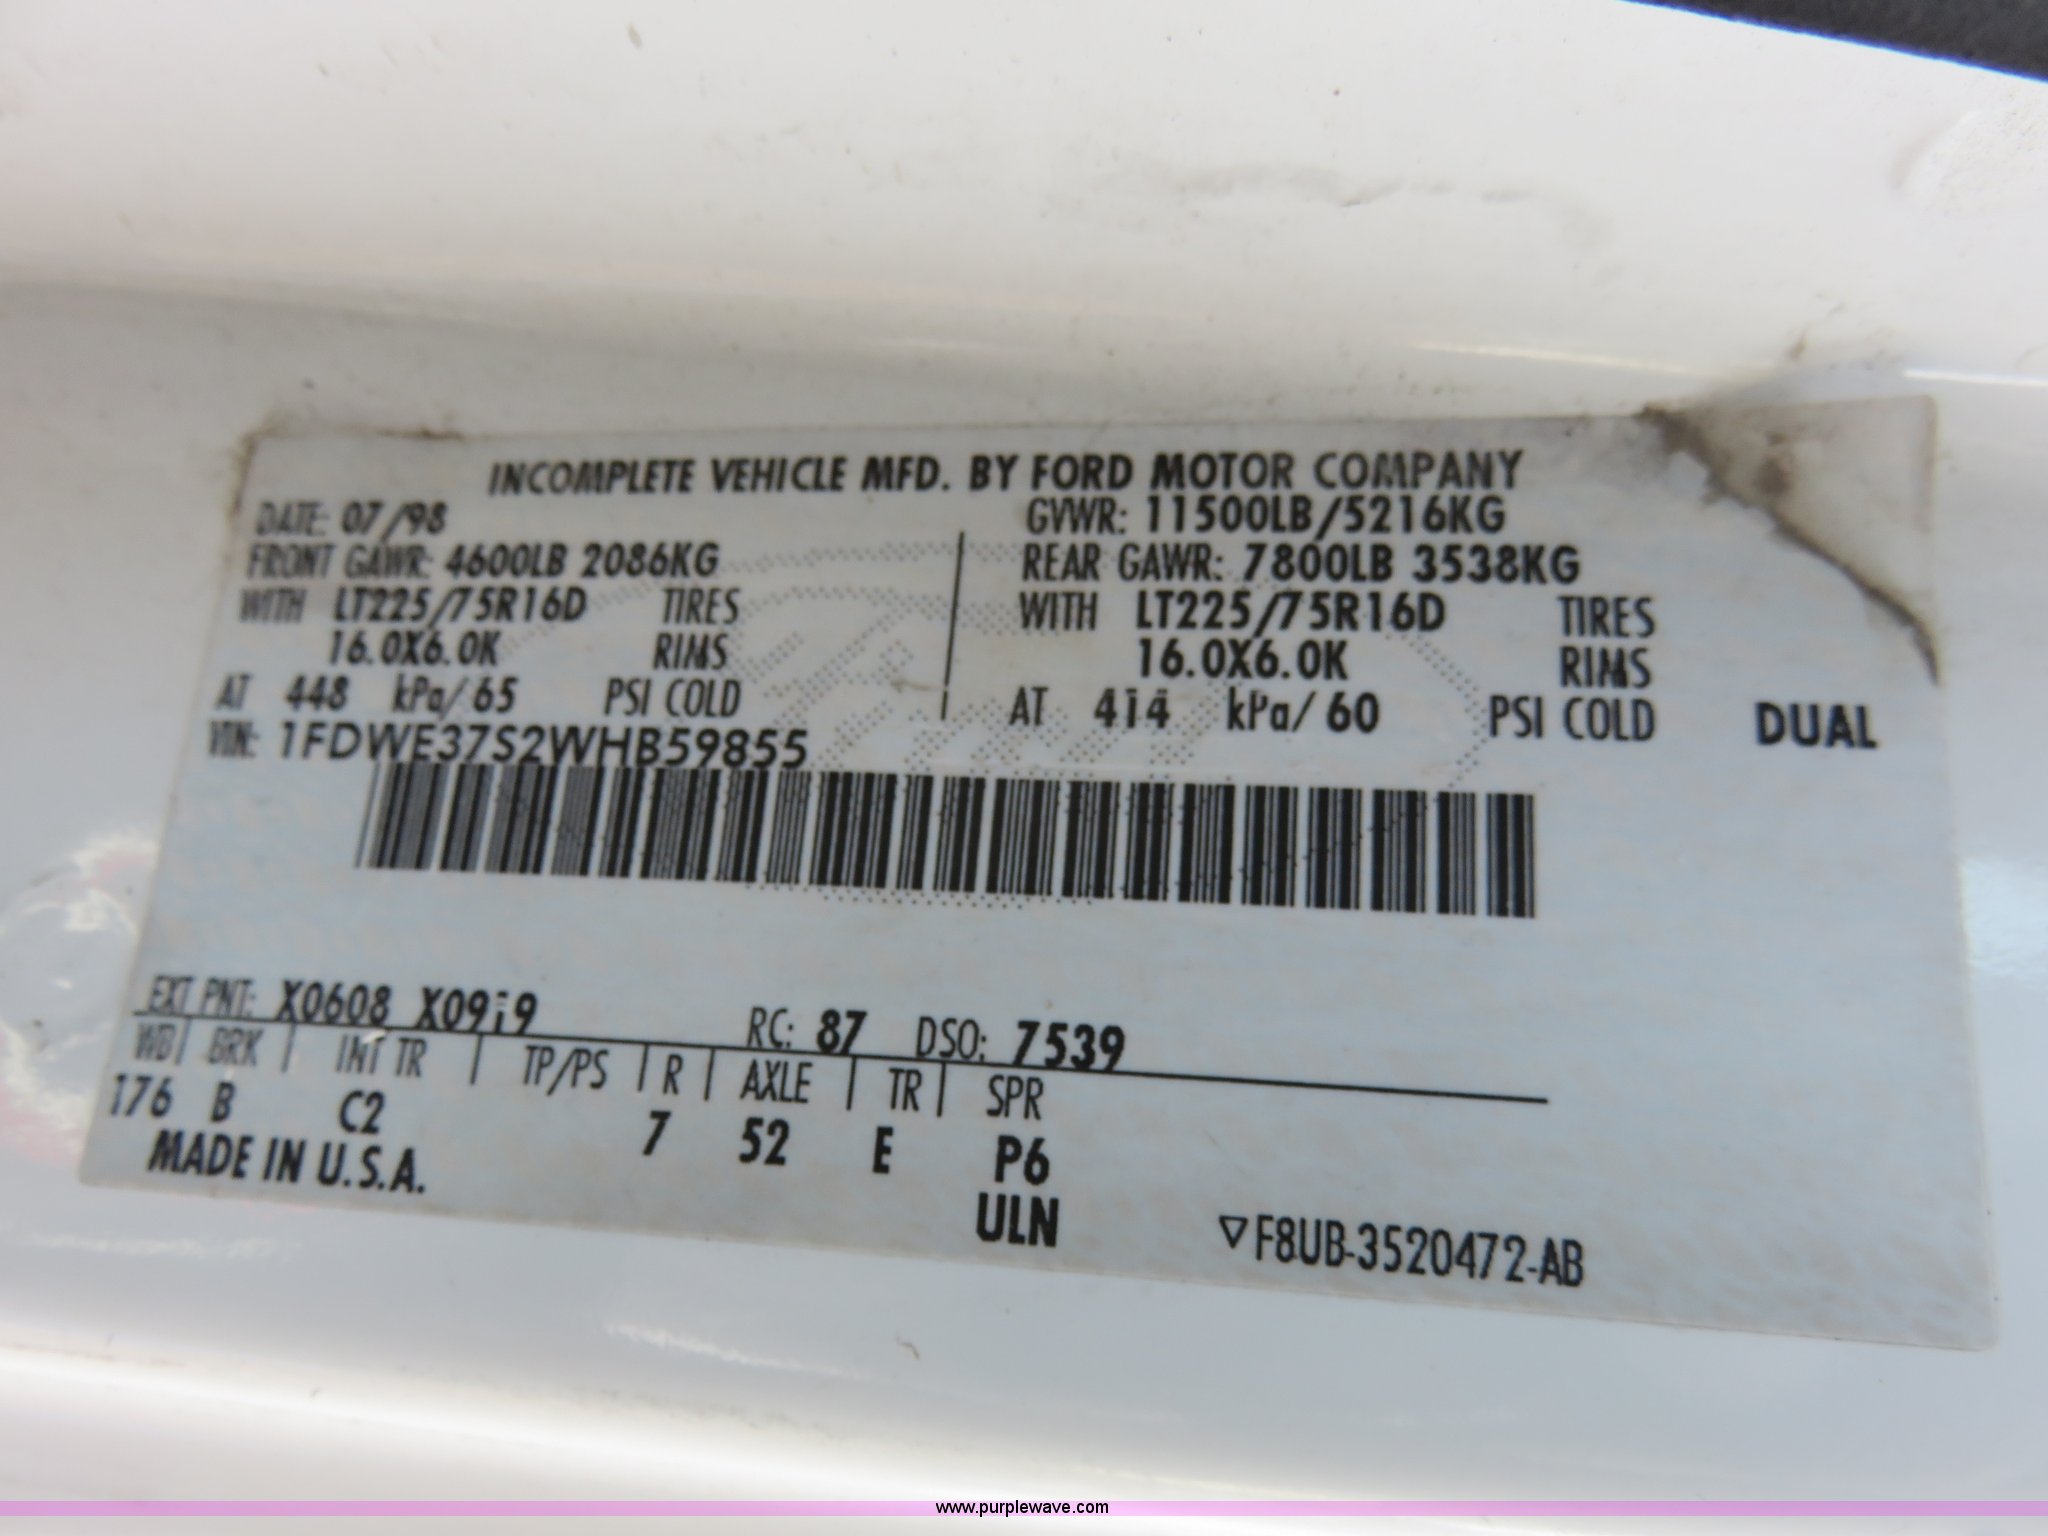 INCOMPLETE VEHICLE MFD. BY FORD MOTOR COMPANY
DATE: 07/98 GVWR: 11500LB/5216KG
FRONT GAWR: 4600LB 2086KG REAR GAWR: 7800LB 3538KG
WITH LT225/75R16D TIRES WITH LT225/75R16D TIRES
16.0X6.0K RIMS 16.0X6.0K RIMS
AT 448 kPa/65 PSI COLD AT 414 kPa/60 PSI COLD DUAL
VIN: 1FDWE37S2WHB59855
EXT PNT: X0608 X0919 RC: 87 DSO: 7539
WB | BRK | INT TR | TP/PS | R | AXLE | TR | SPR
176 B C2 7 52 E P6
MADE IN U.S.A. ULN
▽F8UB-3520472-AB
www.purplewave.com